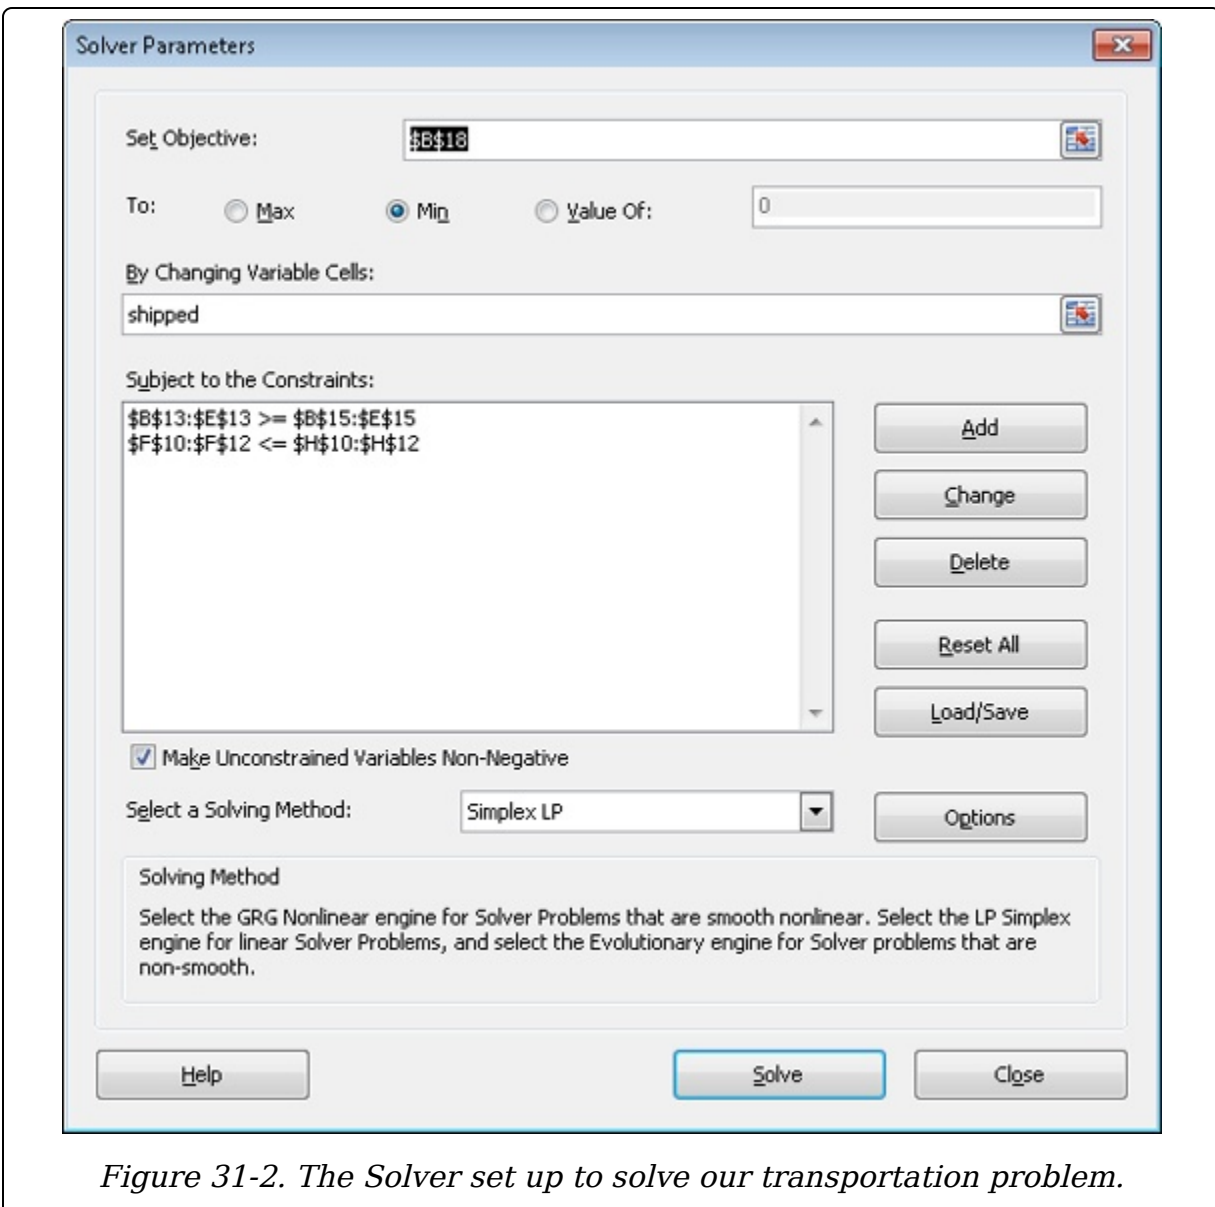 Solver Parameters
Set Objective:
$B$18
To:
Max
Min
Value Of:
0
By Changing Variable Cells:
shipped
Subject to the Constraints:
$B$13:$E$13 >= $B$15:$E$15
$F$10:$F$12 <= $H$10:$H$12
Add
Change
Delete
Reset All
Load/Save
Make Unconstrained Variables Non-Negative
Select a Solving Method:
Simplex LP
Options
Solving Method
Select the GRG Nonlinear engine for Solver Problems that are smooth nonlinear. Select the LP Simplex
engine for linear Solver Problems, and select the Evolutionary engine for Solver problems that are
non-smooth.
Help
Solve
Close
Figure 31-2. The Solver set up to solve our transportation problem.